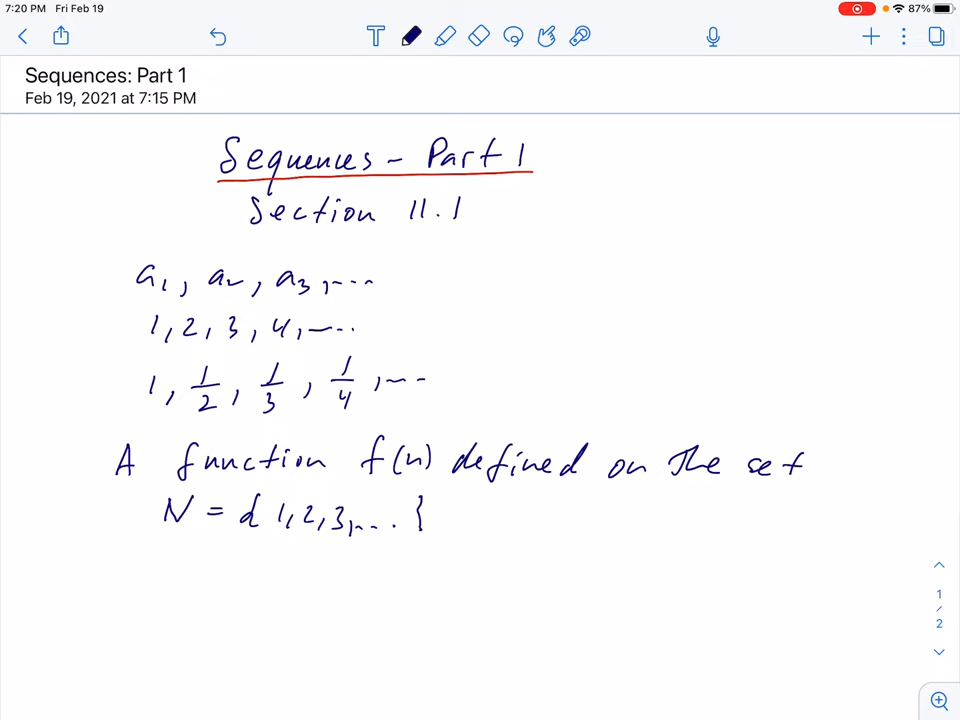 7:20 PM Fri Feb 19 87%
Sequences: Part 1
Feb 19, 2021 at 7:15 PM
Sequences - Part 1
Section 11.1
a₁, a₂, a₃, ...
1, 2, 3, 4, ...
1, 1/2, 1/3, 1/4, ...
A function f(n) defined on the set
N = { 1, 2, 3, ... }
1
/
2